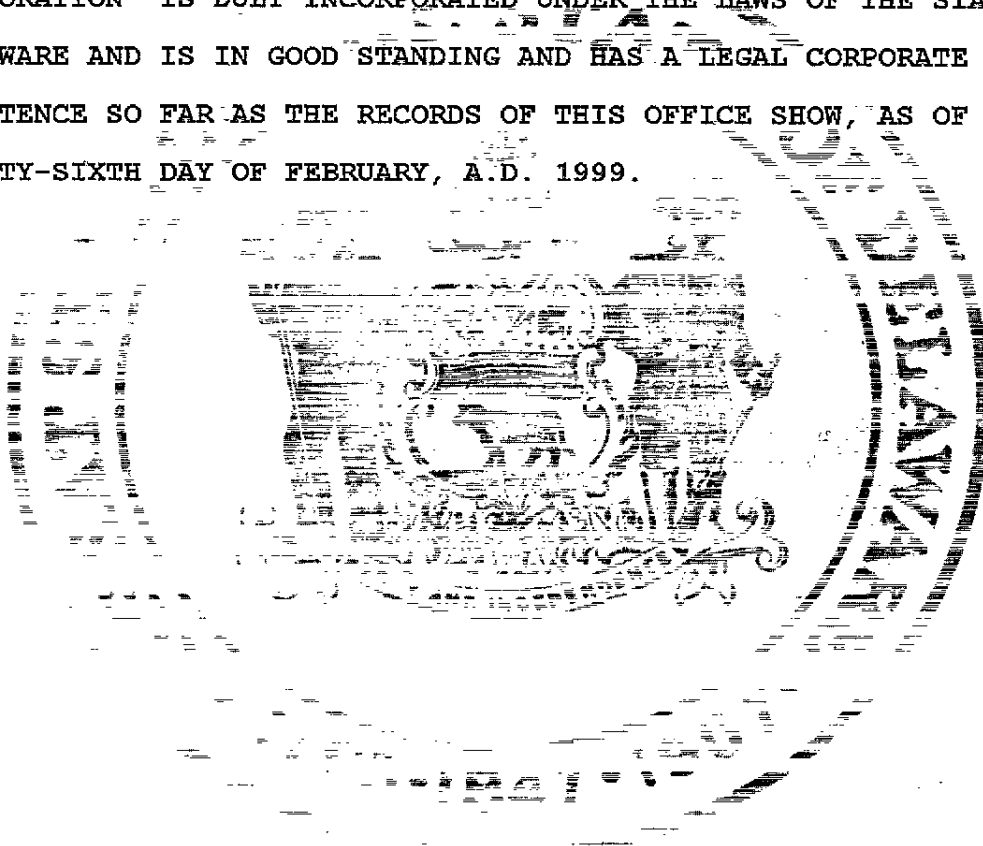 ORATION" IS DULY INCORPORATED UNDER THE LAWS OF THE STA
WARE AND IS IN GOOD STANDING AND HAS A LEGAL CORPORATE
TENCE SO FAR AS THE RECORDS OF THIS OFFICE SHOW, AS OF
TY-SIXTH DAY OF FEBRUARY, A.D. 1999.
DELAWARE